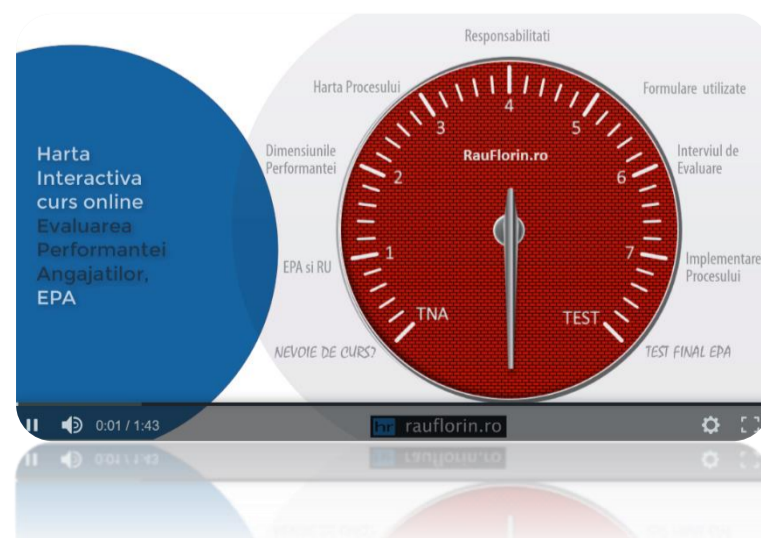 Harta
Interactiva
curs online
Evaluarea
Performantei
Angajatilor,
EPA
Responsabilitati
Harta Procesului
Formulare utilizate
Dimensiunile
Performantei
Interviul de
Evaluare
EPA si RU
Implementare
Procesului
NEVOIE DE CURS?
TEST FINAL EPA
4
3
5
RauFlorin.ro
2
6
1
7
TNA
TEST
0:01 / 1:43
hr rauflorin.ro